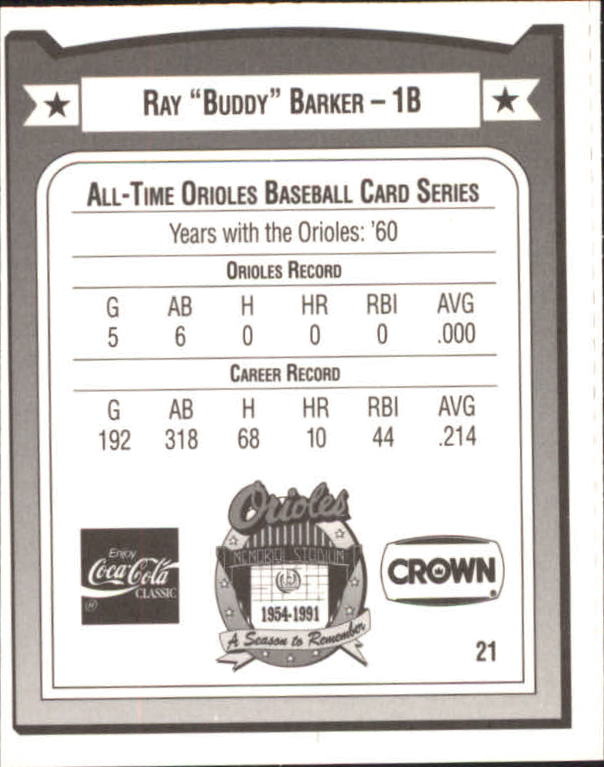 RAY "BUDDY" BARKER – 1B
ALL-TIME ORIOLES BASEBALL CARD SERIES
Years with the Orioles: '60
ORIOLES RECORD
G AB H HR RBI AVG
5 6 0 0 0 .000
CAREER RECORD
G AB H HR RBI AVG
192 318 68 10 44 .214
Orioles
MEMORIAL STADIUM
1954-1991
A Season to Remember
Enjoy
Coca-Cola
CLASSIC
CROWN
21